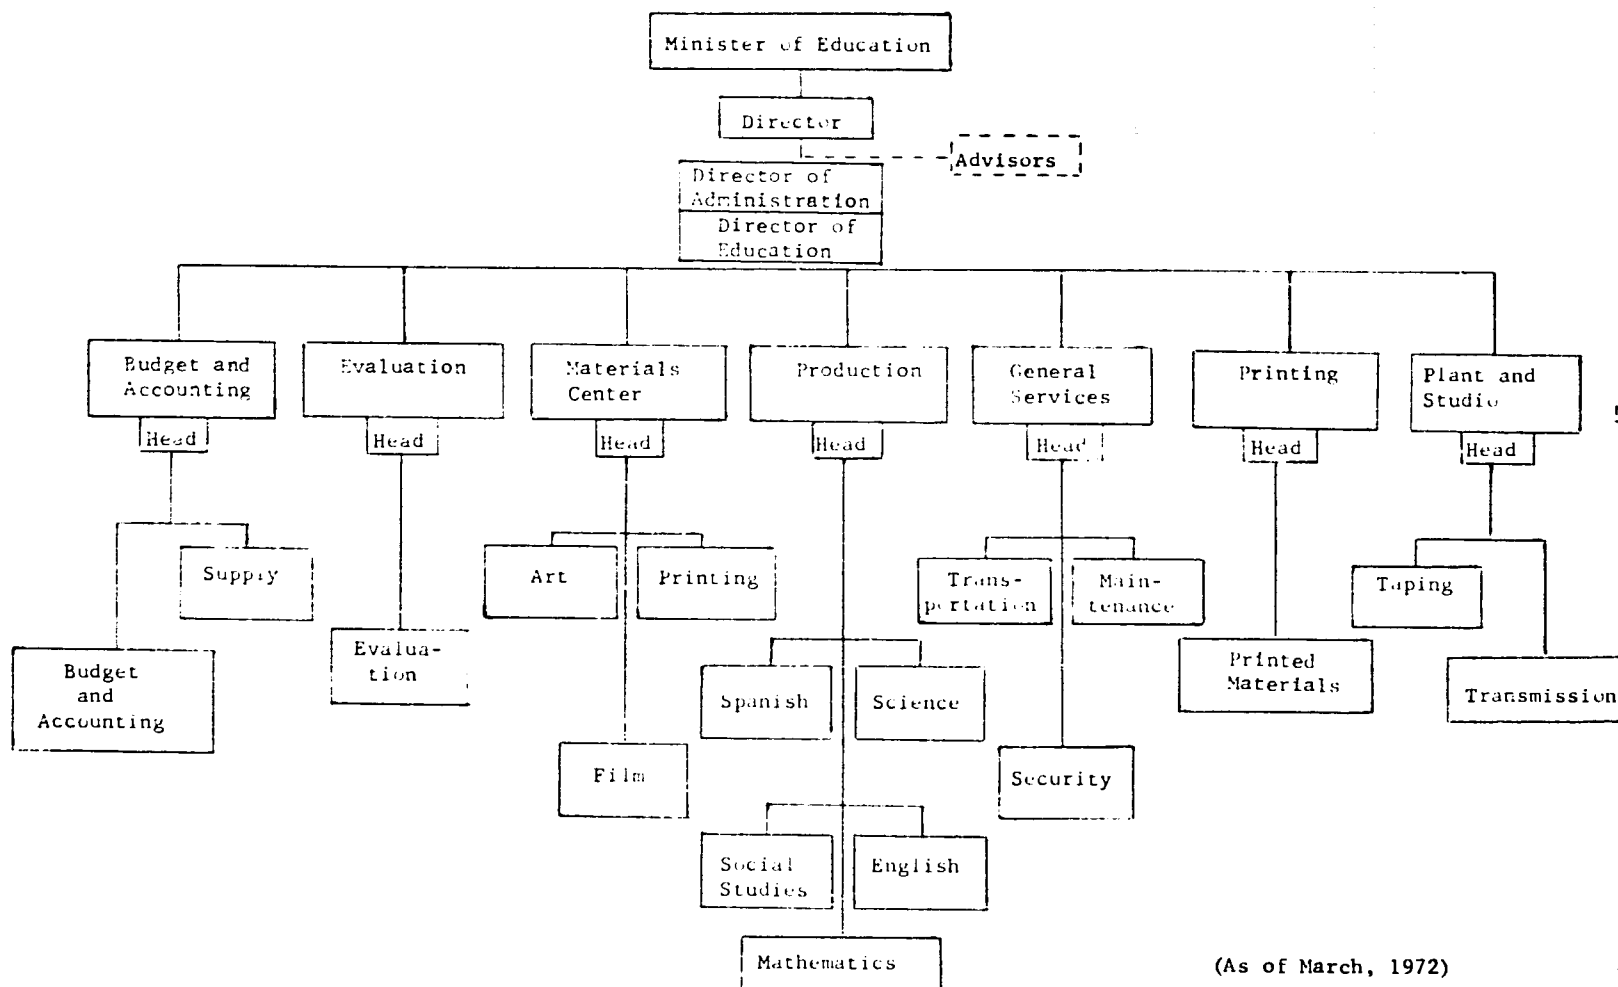 Minister of Education
Director
Advisors
Director of
Administration
Director of
Education
Budget and
Accounting
Head
Evaluation
Head
Materials
Center
Head
Production
Head
General
Services
Head
Printing
Head
Plant and
Studio
Head
Supply
Budget
and
Accounting
Evalua-
tion
Art
Printing
Film
Spanish
Science
Social
Studies
English
Mathematics
Trans-
portation
Main-
tenance
Security
Printed
Materials
Taping
Transmission
(As of March, 1972)